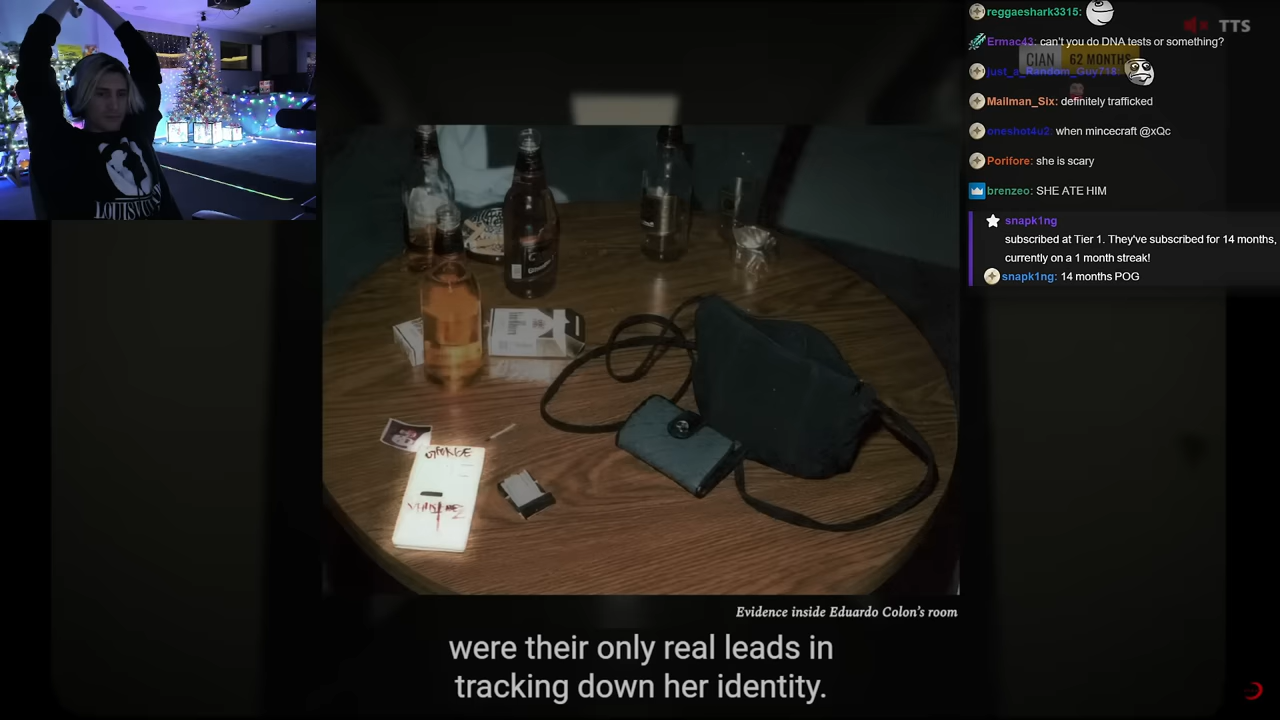 reggaeshark3315:
TTS
Ermac43: can't you do DNA tests or something?
CIAN 62 MONTHS
just_a_Random_Guy718:
Mailman_Six: definitely trafficked
oneshot4u2: when mincecraft @xQc
Porifore: she is scary
brenzeo: SHE ATE HIM
snapk1ng
subscribed at Tier 1. They've subscribed for 14 months,
currently on a 1 month streak!
snapk1ng: 14 months POG
GEORGE
Evidence inside Eduardo Colon's room
were their only real leads in
tracking down her identity.